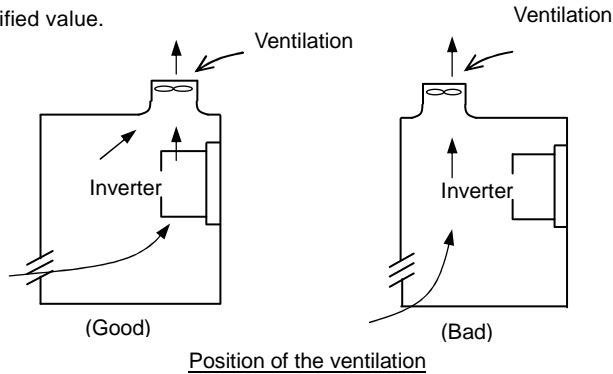 ified value.
Ventilation
Ventilation
Inverter
Inverter
(Good)
(Bad)
Position of the ventilation